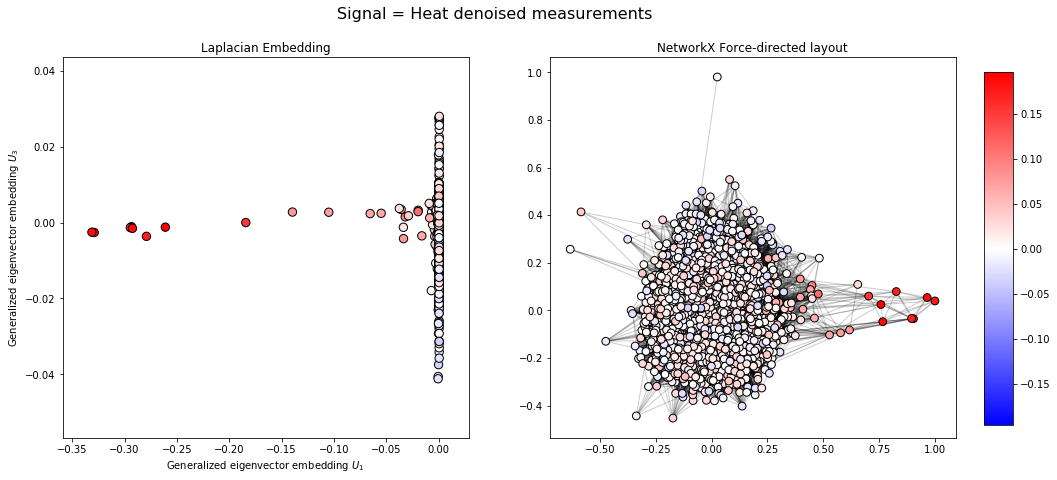 Signal = Heat denoised measurements
Laplacian Embedding
Generalized eigenvector embedding U₃
0.04
0.02
0.00
−0.02
−0.04
−0.35 −0.30 −0.25 −0.20 −0.15 −0.10 −0.05 0.00
Generalized eigenvector embedding U₁
NetworkX Force-directed layout
1.0
0.8
0.6
0.4
0.2
0.0
−0.2
−0.4
−0.50 −0.25 0.00 0.25 0.50 0.75 1.00
0.15
0.10
0.05
0.00
−0.05
−0.10
−0.15